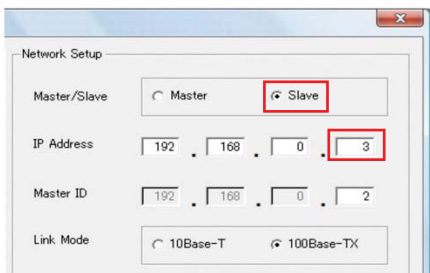 Network Setup
Master/Slave Master Slave
IP Address 192 . 168 . 0 . 3
Master ID 192 . 168 . 0 . 2
Link Mode 10Base-T 100Base-TX